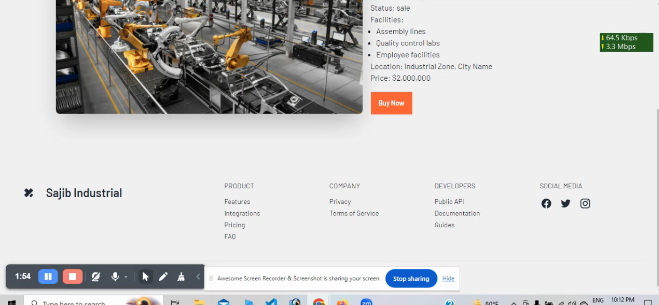 Status: sale
Facilities:
Assembly lines
Quality control labs
Employee facilities
Location: Industrial Zone, City Name
Price: $2.000.000
Buy Now
64.5 Kbps
3.3 Mbps
Sajib Industrial
PRODUCT
Features
Integrations
Pricing
FAQ
COMPANY
Privacy
Terms of Service
DEVELOPERS
Public API
Documentation
Guides
SOCIAL MEDIA
1:54
Awesome Screen Recorder & Screenshot is sharing your screen.
Stop sharing
Hide
Type here to search
80°F
ENG
10:12 PM